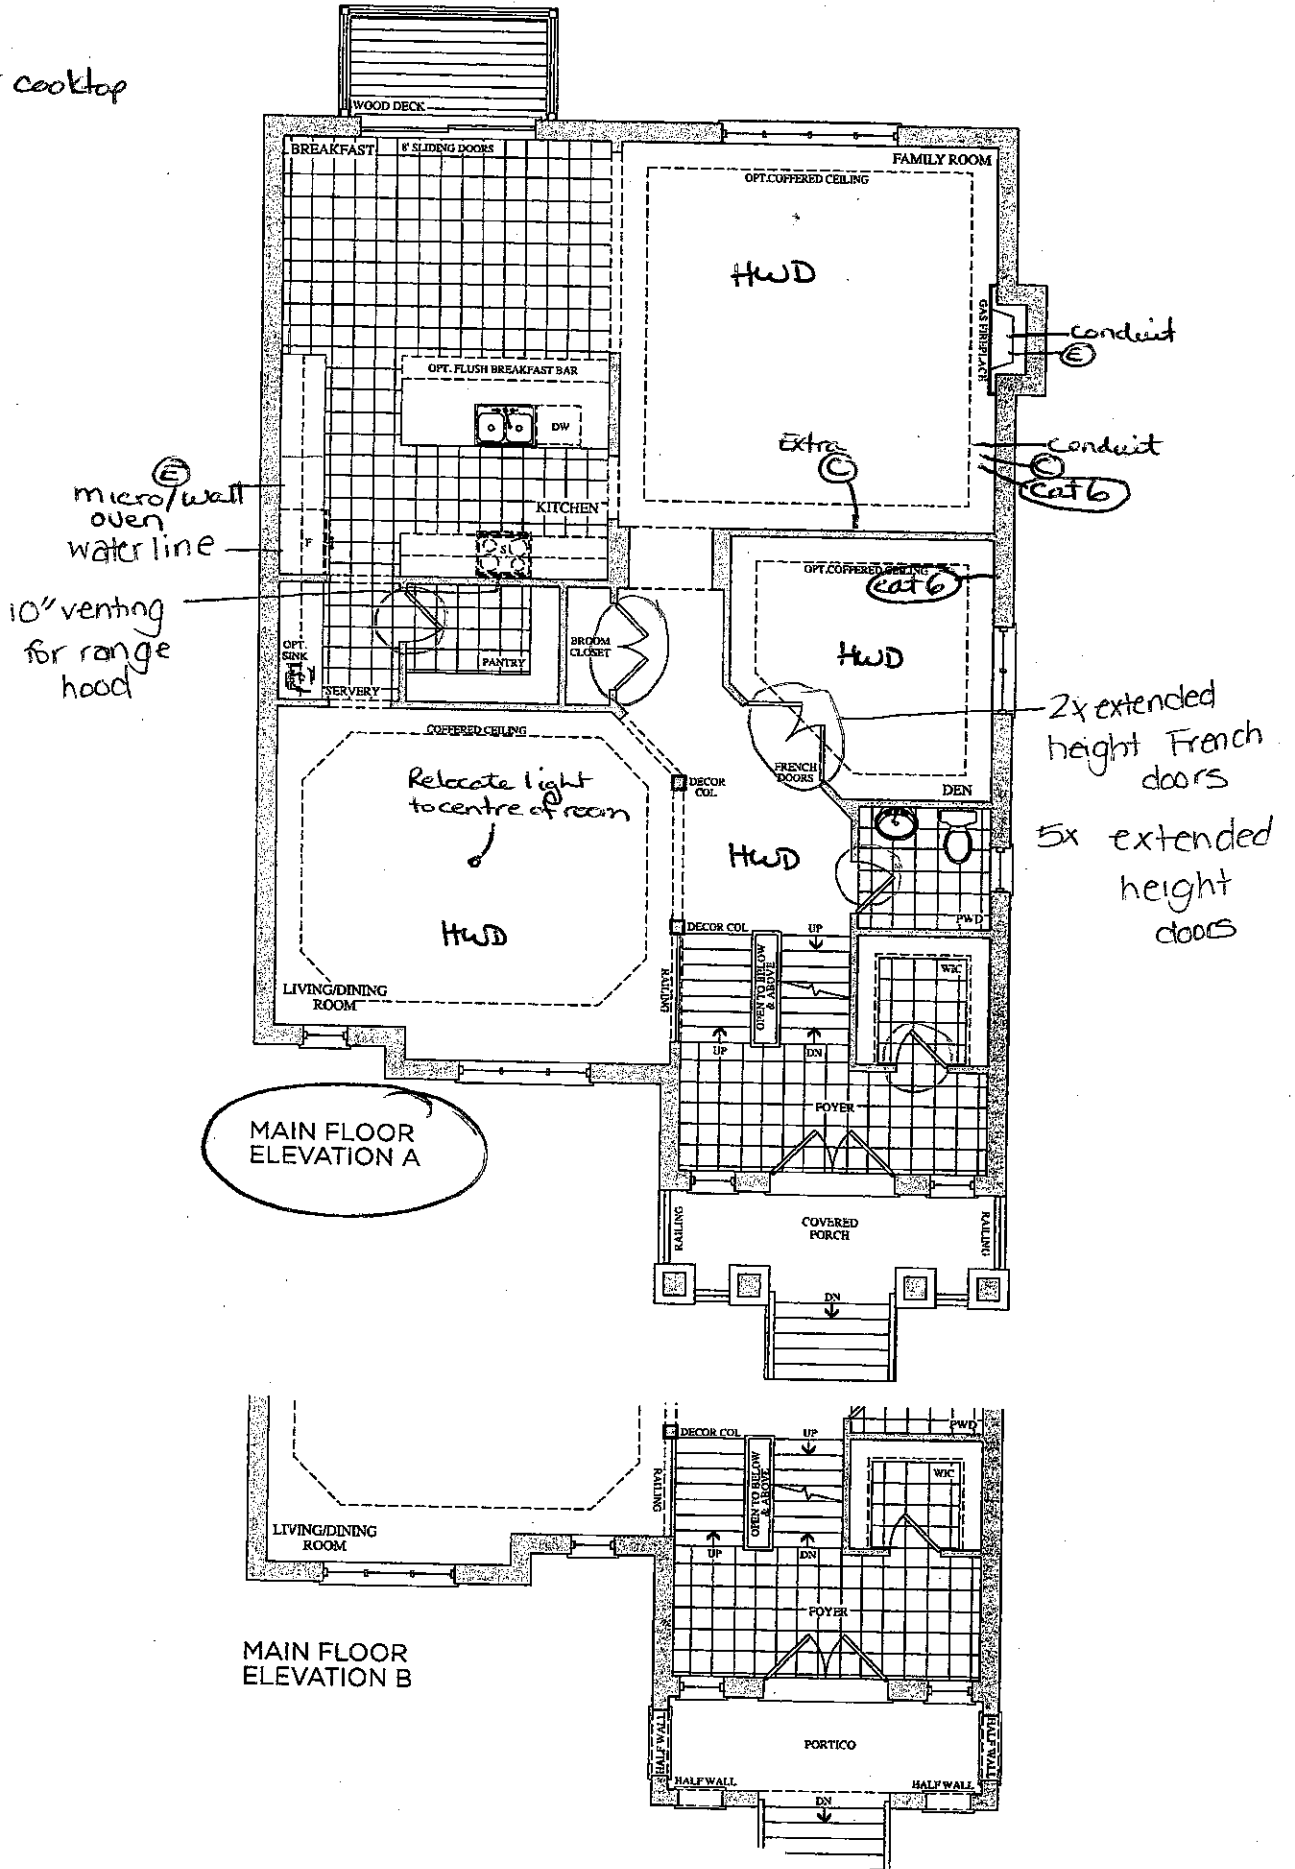 cooktop
WOOD DECK
BREAKFAST
8' SLIDING DOORS
FAMILY ROOM
OPT.COFFERED CEILING
HWD
GAS FIREPLACE
conduit
E
OPT. FLUSH BREAKFAST BAR
DW
Extra
C
conduit
C
cat 6
E
micro/wall
oven
water line
KITCHEN
F
ST
10" venting
for range
hood
OPT.COFFERED CEILING
cat 6
HWD
OPT.
SINK
SERVERY
PANTRY
BROOM
CLOSET
FRENCH
DOORS
DEN
2x extended
height French
doors
5x extended
height
doors
COFFERED CEILING
Relocate light
to centre of room
HWD
DECOR
COL
HWD
PWD
DECOR COL
UP
WIC
RAILING
OPEN TO BELOW
& ABOVE
LIVING/DINING
ROOM
UP
DN
FOYER
MAIN FLOOR
ELEVATION A
RAILING
COVERED
PORCH
RAILING
DN
DECOR COL
UP
PWD
WIC
RAILING
OPEN TO BELOW
& ABOVE
LIVING/DINING
ROOM
UP
DN
FOYER
MAIN FLOOR
ELEVATION B
HALF WALL
PORTICO
HALF WALL
HALF WALL
HALF WALL
DN